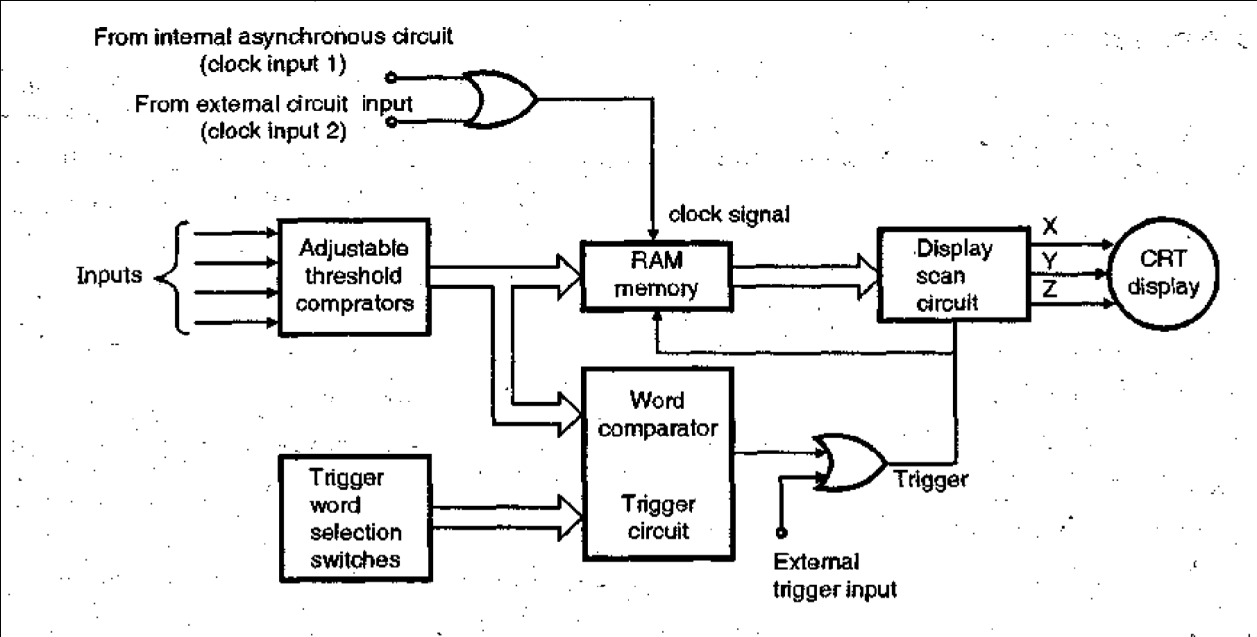 From internal asynchronous circuit
(clock input 1)
From external circuit input
(clock input 2)
clock signal
Inputs
Adjustable
threshold
comprators
RAM
memory
Display
scan
circuit
X
Y
Z
CRT
display
Word
comparator
Trigger
circuit
Trigger
word
selection
switches
Trigger
External
trigger input